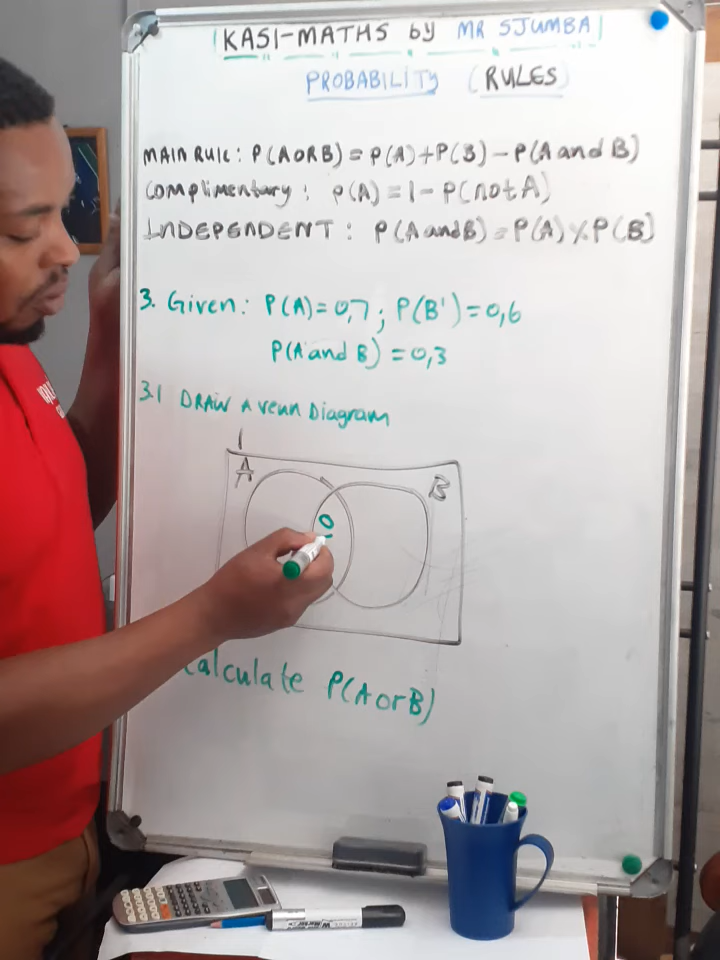 KASI-MATHS by MR SJUMBA
PROBABILITY (RULES)
MAIN RULE: P(A OR B) = P(A)+P(B) - P(A and B)
COMPLIMENTARY: P(A) = 1 - P(not A)
INDEPENDENT: P(A and B) = P(A) X P(B)
3. Given: P(A) = 0,7; P(B') = 0,6
P(A and B) = 0,3
3.1 DRAW A Venn Diagram
1
A B
0
alculate P(A or B)